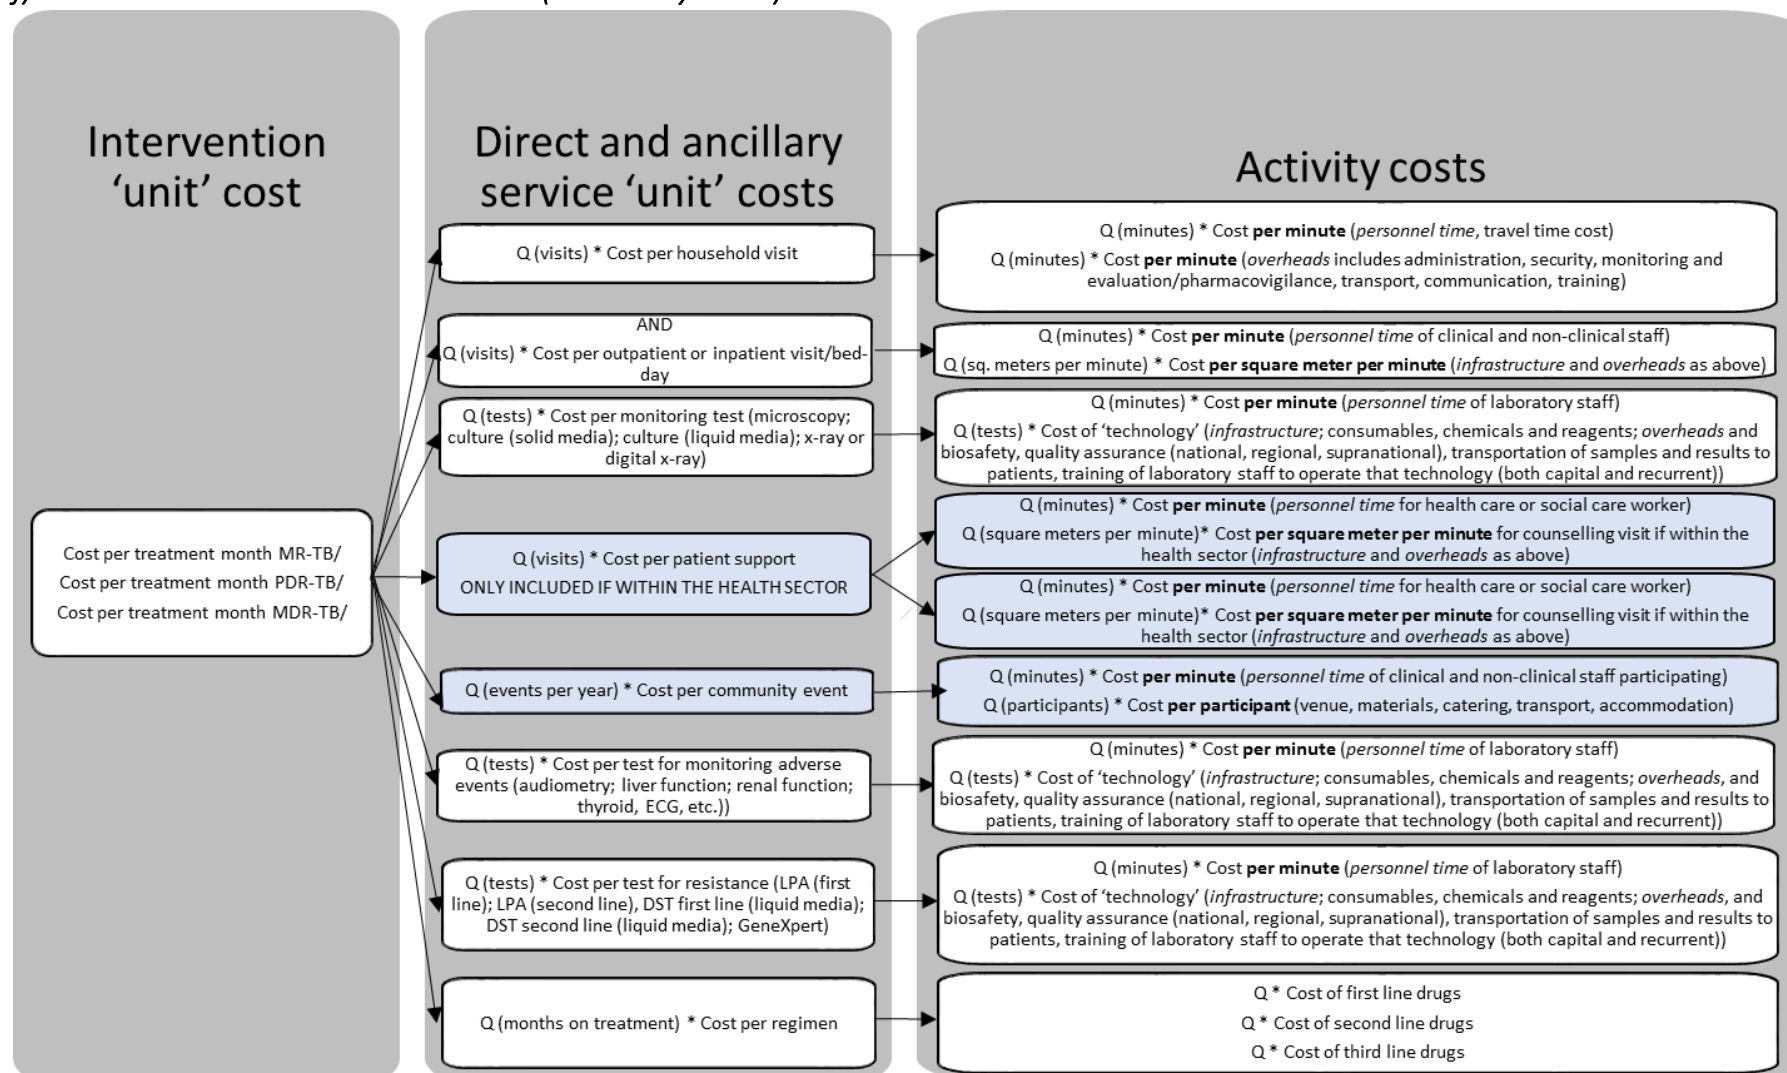 Intervention
‘unit’ cost
Direct and ancillary
service ‘unit’ costs
Activity costs
Cost per treatment month MR-TB/
Cost per treatment month PDR-TB/
Cost per treatment month MDR-TB/
Q (visits) * Cost per household visit
Q (minutes) * Cost per minute (personnel time, travel time cost)
Q (minutes) * Cost per minute (overheads includes administration, security, monitoring and
evaluation/pharmacovigilance, transport, communication, training)
AND
Q (visits) * Cost per outpatient or inpatient visit/bed-
day
Q (minutes) * Cost per minute (personnel time of clinical and non-clinical staff)
Q (sq. meters per minute) * Cost per square meter per minute (infrastructure and overheads as above)
Q (tests) * Cost per monitoring test (microscopy;
culture (solid media); culture (liquid media); x-ray or
digital x-ray)
Q (minutes) * Cost per minute (personnel time of laboratory staff)
Q (tests) * Cost of ‘technology’ (infrastructure; consumables, chemicals and reagents; overheads and
biosafety, quality assurance (national, regional, supranational), transportation of samples and results to
patients, training of laboratory staff to operate that technology (both capital and recurrent))
Q (visits) * Cost per patient support
ONLY INCLUDED IF WITHIN THE HEALTH SECTOR
Q (minutes) * Cost per minute (personnel time for health care or social care worker)
Q (square meters per minute)* Cost per square meter per minute for counselling visit if within the
health sector (infrastructure and overheads as above)
Q (minutes) * Cost per minute (personnel time for health care or social care worker)
Q (square meters per minute)* Cost per square meter per minute for counselling visit if within the
health sector (infrastructure and overheads as above)
Q (events per year) * Cost per community event
Q (minutes) * Cost per minute (personnel time of clinical and non-clinical staff participating)
Q (participants) * Cost per participant (venue, materials, catering, transport, accommodation)
Q (tests) * Cost per test for monitoring adverse
events (audiometry; liver function; renal function;
thyroid, ECG, etc.))
Q (minutes) * Cost per minute (personnel time of laboratory staff)
Q (tests) * Cost of ‘technology’ (infrastructure; consumables, chemicals and reagents; overheads, and
biosafety, quality assurance (national, regional, supranational), transportation of samples and results to
patients, training of laboratory staff to operate that technology (both capital and recurrent))
Q (tests) * Cost per test for resistance (LPA (first
line); LPA (second line), DST first line (liquid media);
DST second line (liquid media); GeneXpert)
Q (minutes) * Cost per minute (personnel time of laboratory staff)
Q (tests) * Cost of ‘technology’ (infrastructure; consumables, chemicals and reagents; overheads, and
biosafety, quality assurance (national, regional, supranational), transportation of samples and results to
patients, training of laboratory staff to operate that technology (both capital and recurrent))
Q (months on treatment) * Cost per regimen
Q * Cost of first line drugs
Q * Cost of second line drugs
Q * Cost of third line drugs